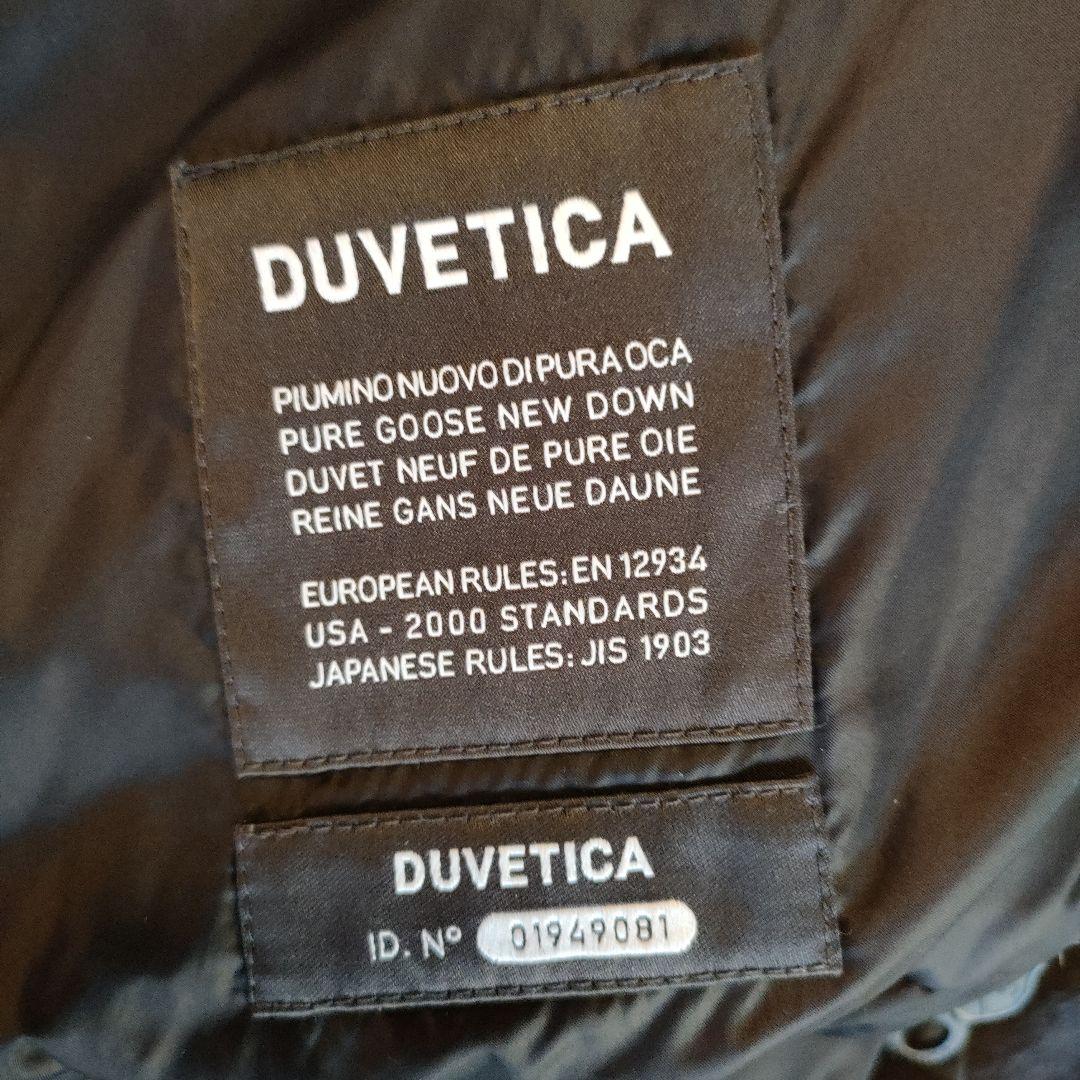 DUVETICA
PIUMINO NUOVO DI PURA OCA
PURE GOOSE NEW DOWN
DUVET NEUF DE PURE OIE
REINE GANS NEUE DAUNE
EUROPEAN RULES: EN 12934
USA - 2000 STANDARDS
JAPANESE RULES: JIS 1903
DUVETICA
ID. Nº 01949081